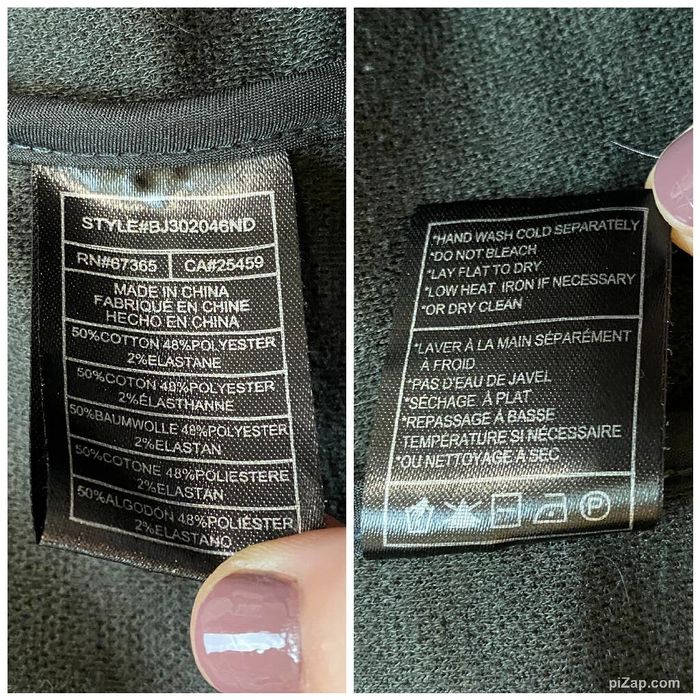 STYLE#BJ302046ND
RN#67365 CA#25459
MADE IN CHINA
FABRIQUÉ EN CHINE
HECHO EN CHINA
50%COTTON 48%POLYESTER
2%ELASTANE
50%COTON 48%POLYESTER
2%ÉLASTHANNE
50%BAUMWOLLE 48%POLYESTER
2%ELASTAN
50%COTONE 48%POLIESTERE
2%ELASTAN
50%ALGODÓN 48%POLIÉSTER
2%ELASTANO
*HAND WASH COLD SEPARATELY
*DO NOT BLEACH
*LAY FLAT TO DRY
*LOW HEAT IRON IF NECESSARY
*OR DRY CLEAN
*LAVER À LA MAIN SÉPARÉMENT
À FROID
*PAS D'EAU DE JAVEL
*SÉCHAGE À PLAT
*REPASSAGE À BASSE
TEMPÉRATURE SI NÉCESSAIRE
*OU NETTOYAGE À SEC
P
piZap.com